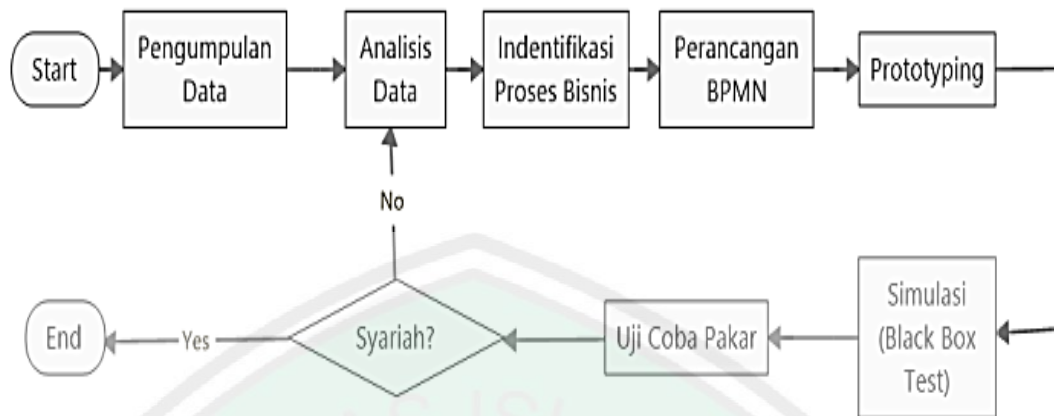 Start
Pengumpulan
Data
Analisis
Data
Indentifikasi
Proses Bisnis
Perancangan
BPMN
Prototyping
No
Simulasi
(Black Box
Test)
Uji Coba Pakar
Syariah?
Yes
End